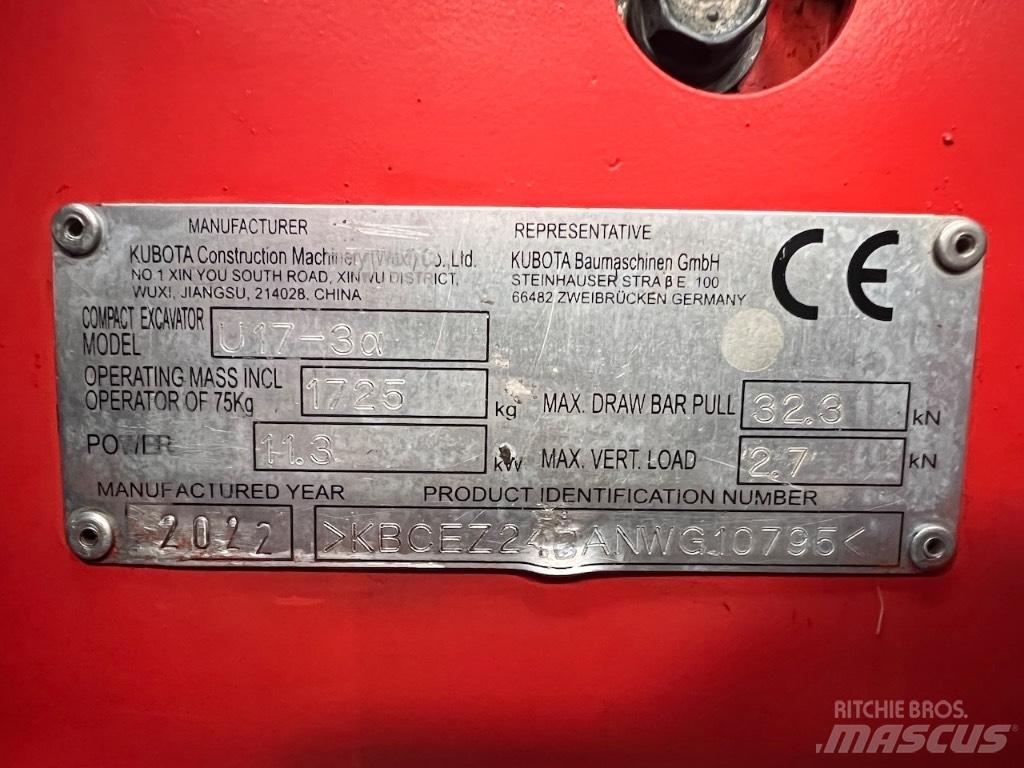 MANUFACTURER
KUBOTA Construction Machinery (Wuxi) Co., Ltd.
NO.1 XIN YOU SOUTH ROAD, XINWU DISTRICT,
WUXI, JIANGSU, 214028, CHINA
REPRESENTATIVE
KUBOTA Baumaschinen GmbH
STEINHAUSER STRAßE 100
66482 ZWEIBRÜCKEN GERMANY
CE
COMPACT EXCAVATOR
MODEL U17-3α
OPERATING MASS INCL
OPERATOR OF 75Kg 1725 kg
MAX. DRAW BAR PULL 32.3 kN
POWER 11.3 kW
MAX. VERT. LOAD 2.7 kN
MANUFACTURED YEAR
2022
PRODUCT IDENTIFICATION NUMBER
RITCHIE BROS.
MASCUS